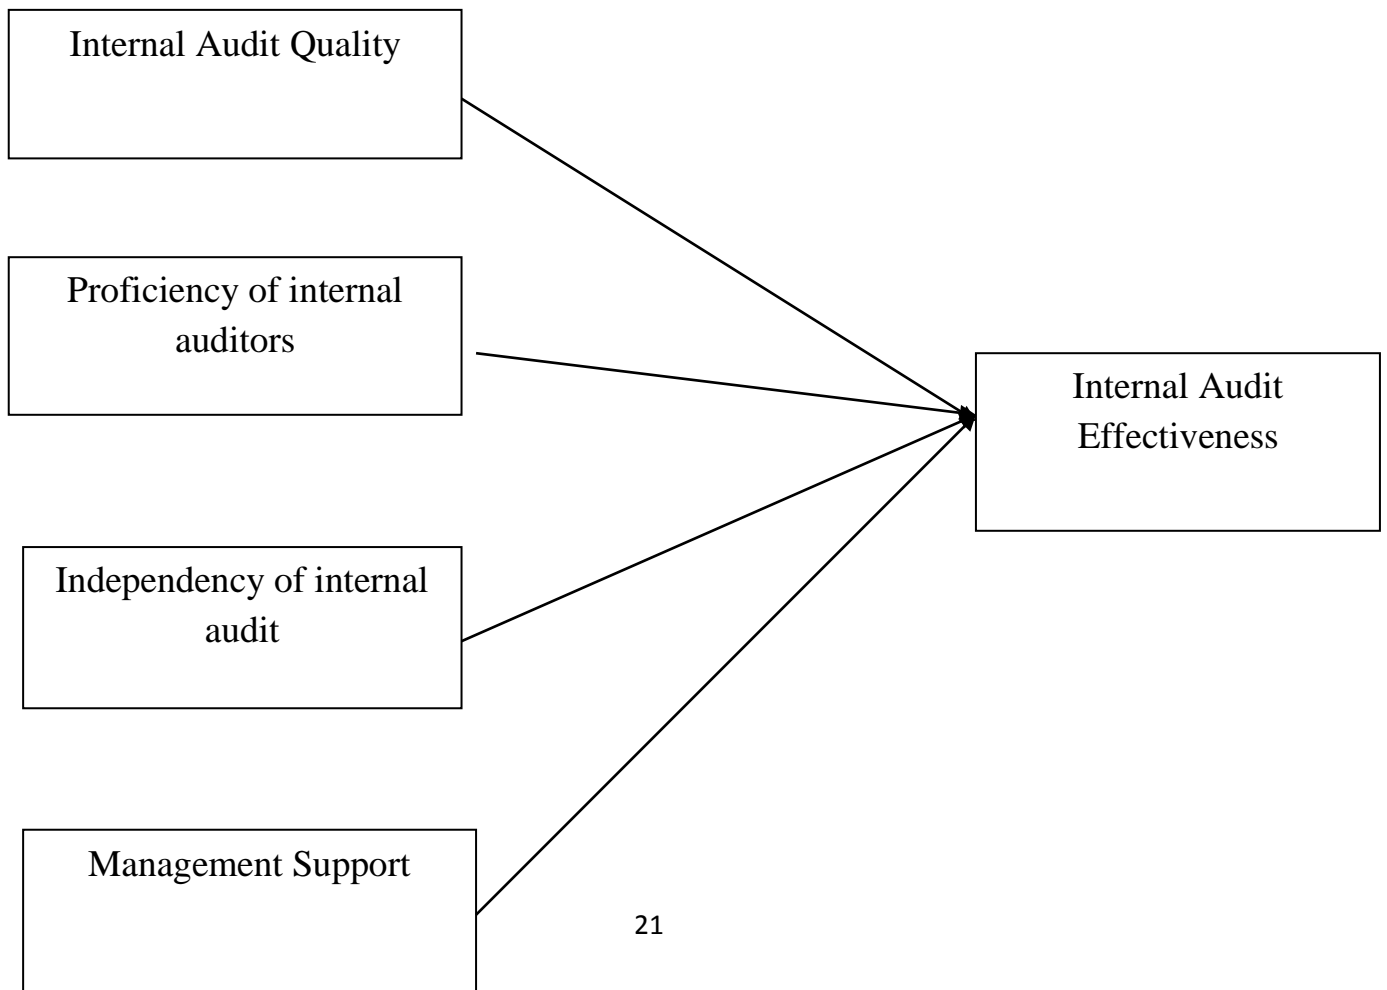 Internal Audit Quality
Proficiency of internal
auditors
Internal Audit
Effectiveness
Independency of internal
audit
Management Support
21